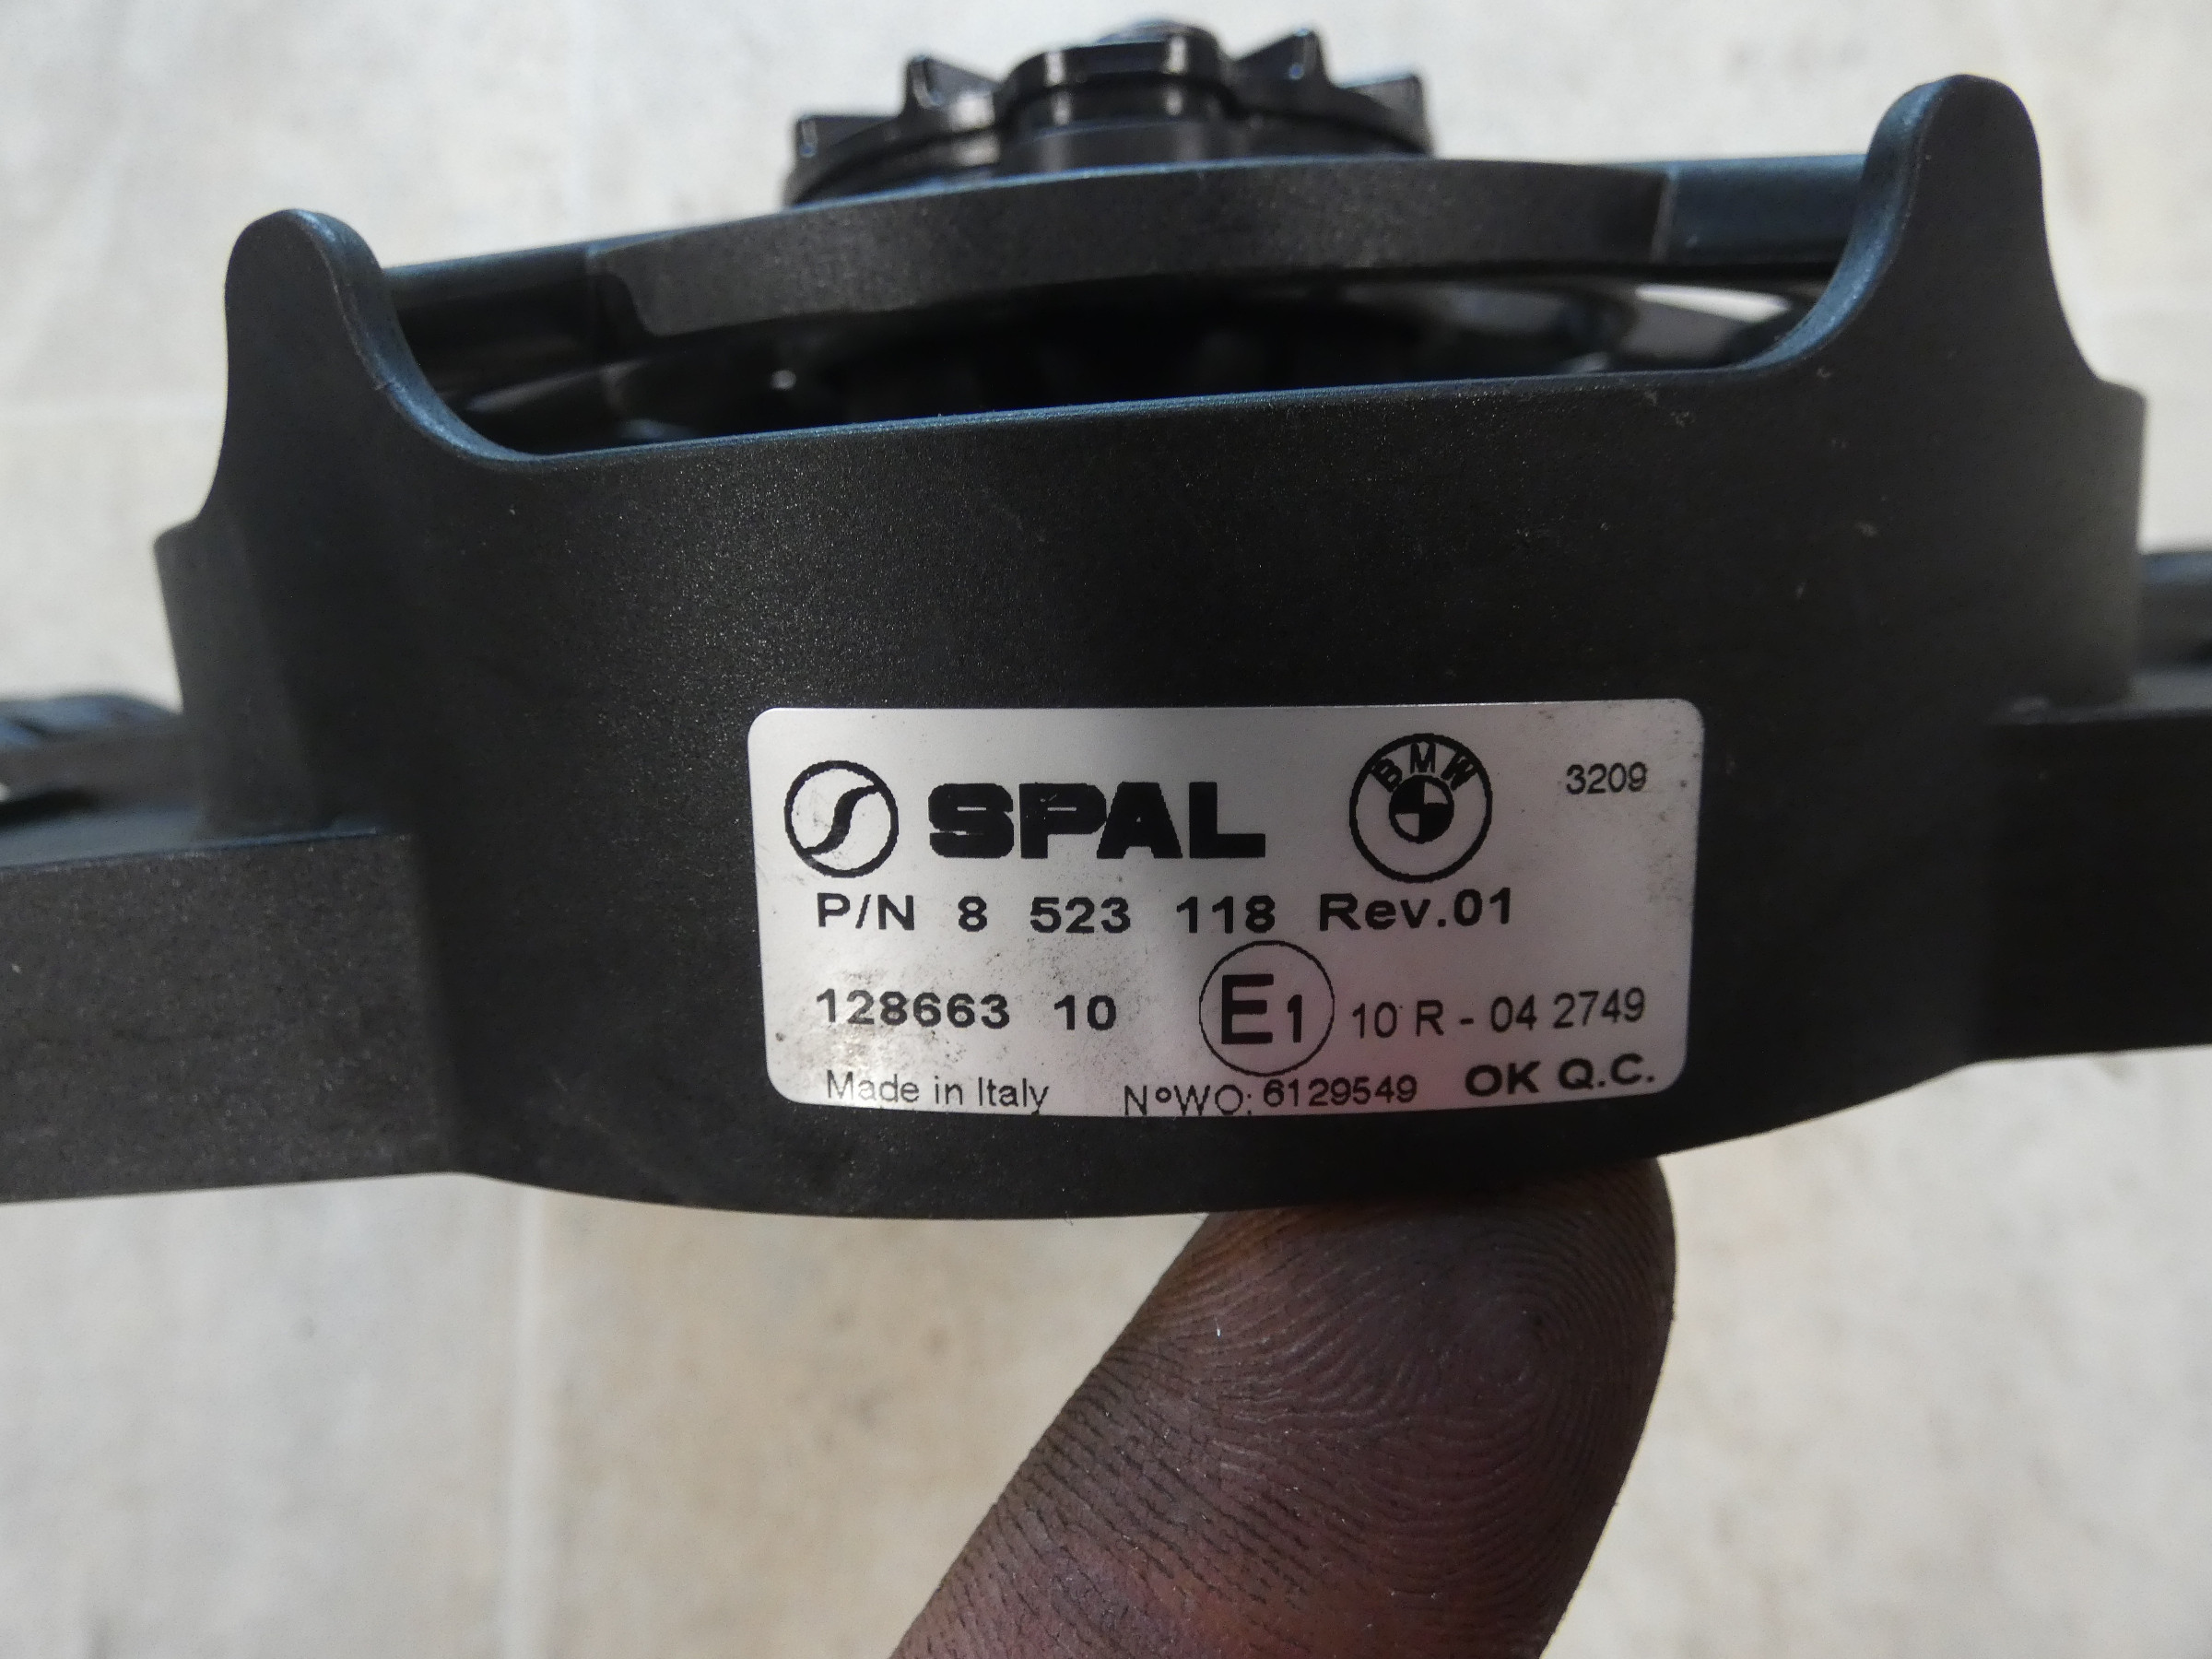 SPAL BMW 3209
P/N 8 523 118 Rev.01
128663 10 E1 10 R - 04 2749
Made in Italy NºWO: 6129549 OK Q.C.